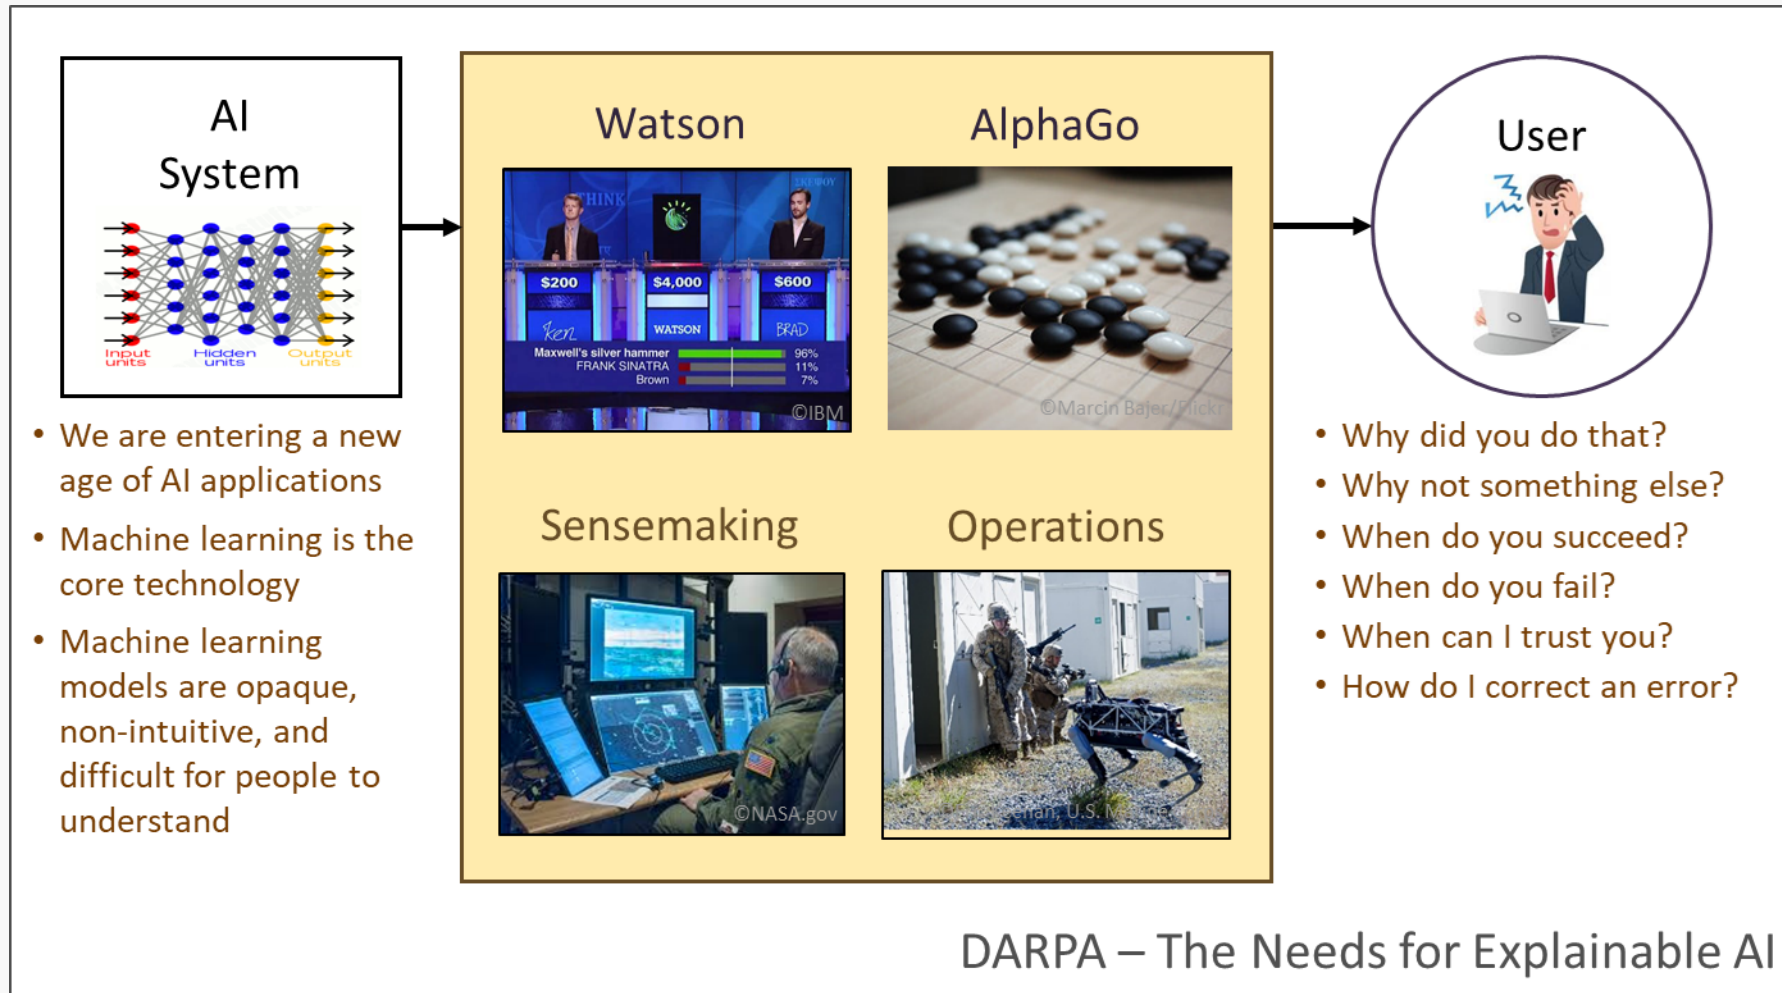 AI
System
Input
units
Hidden
units
Output
units
• We are entering a new
age of AI applications
• Machine learning is the
core technology
• Machine learning
models are opaque,
non-intuitive, and
difficult for people to
understand
Watson
THINK
ΣΚΕΨΟΥ
$200
$4,000
$600
Ken
WATSON
BRAD
Maxwell's silver hammer 96%
FRANK SINATRA 11%
Brown 7%
©IBM
AlphaGo
©Marcin Bajer/Flickr
Sensemaking
©NASA.gov
Operations
U.S.
User
• Why did you do that?
• Why not something else?
• When do you succeed?
• When do you fail?
• When can I trust you?
• How do I correct an error?
DARPA – The Needs for Explainable AI